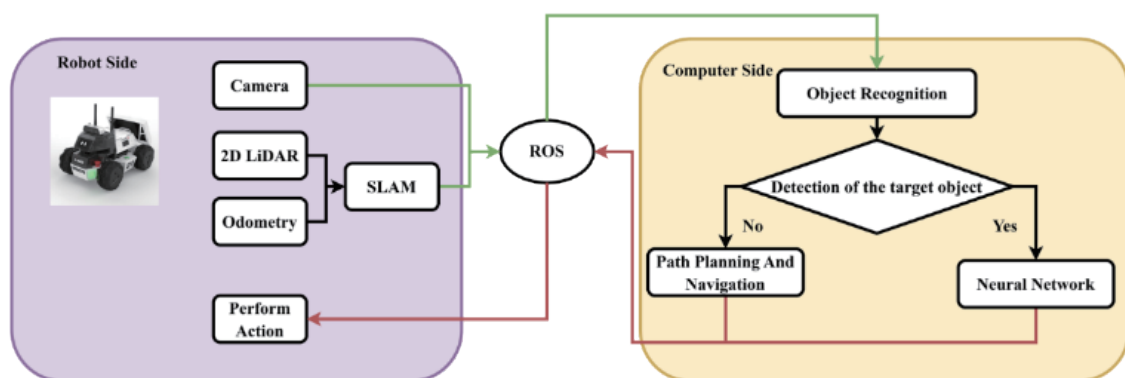 Robot Side
Camera
2D LiDAR
Odometry
SLAM
Perform
Action
ROS
Computer Side
Object Recognition
Detection of the target object
No
Yes
Path Planning And
Navigation
Neural Network